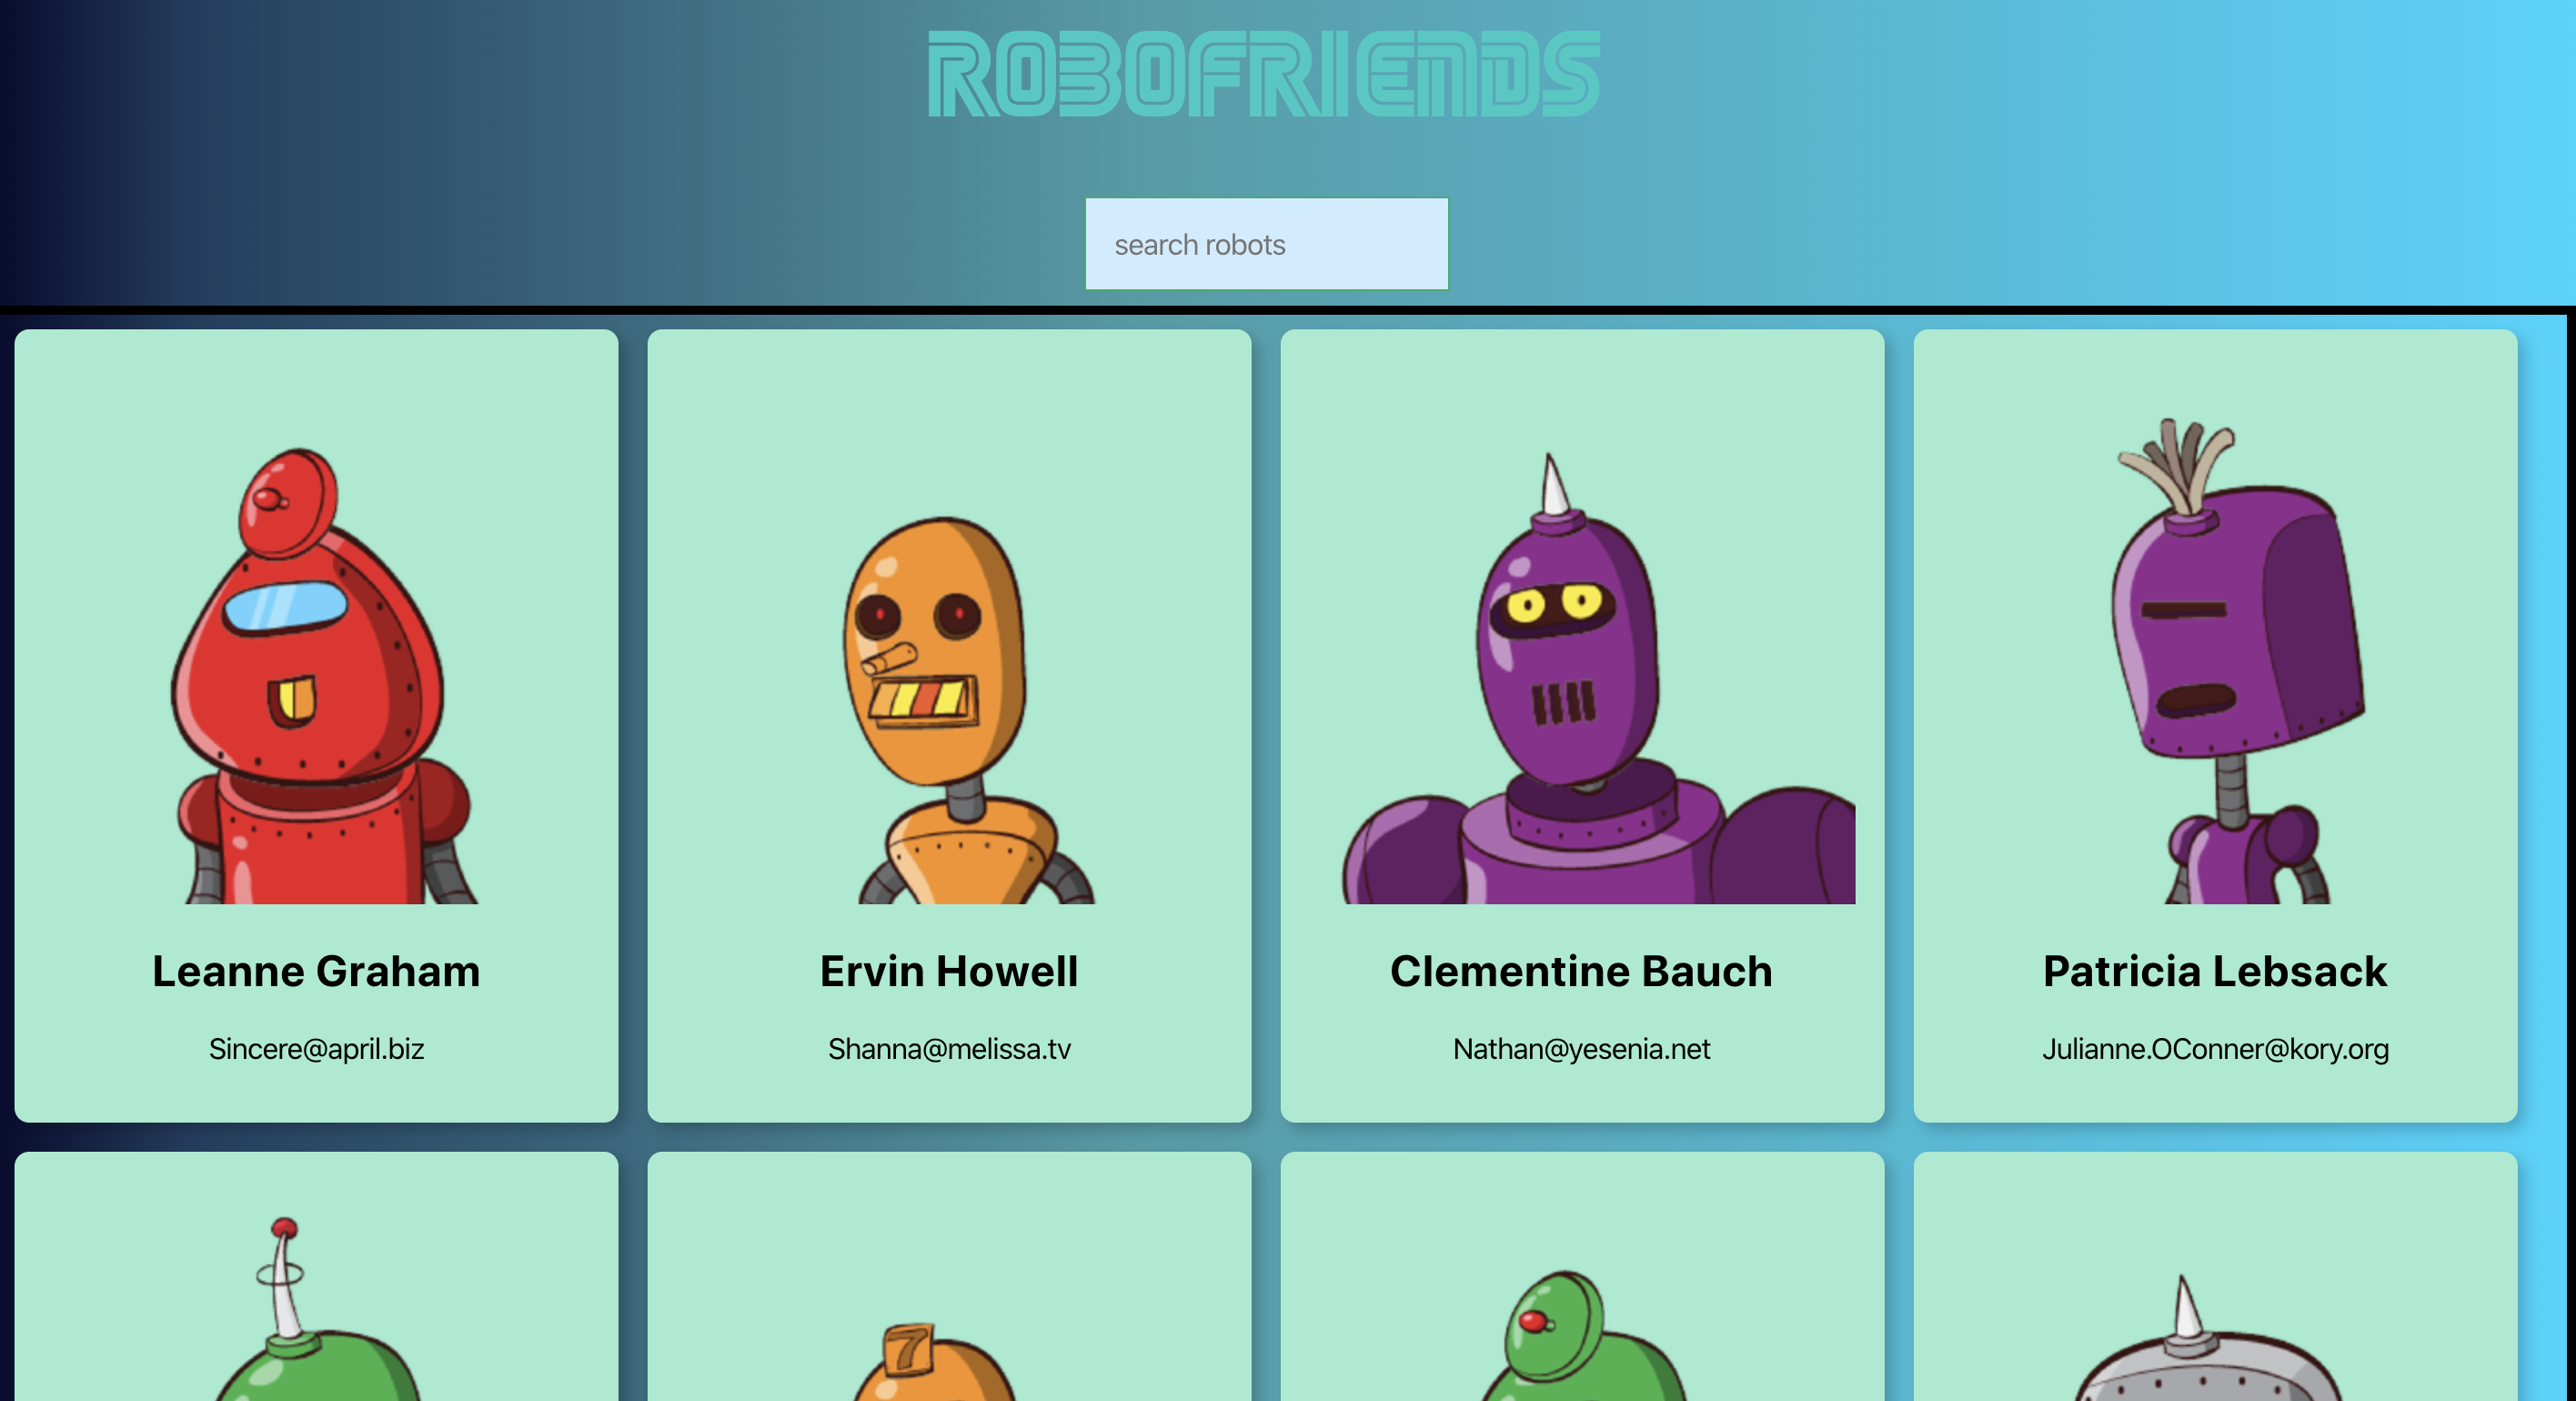 ROBOFRIENDS
search robots
Leanne Graham
Ervin Howell
Clementine Bauch
Patricia Lebsack
Sincere@april.biz
Shanna@melissa.tv
Nathan@yesenia.net
Julianne.OConner@kory.org
7